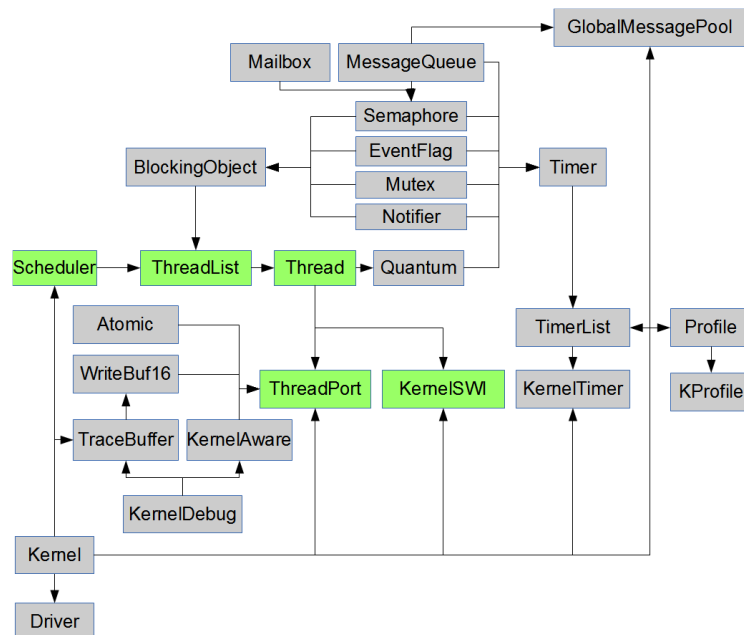 GlobalMessagePool
Mailbox
MessageQueue
Semaphore
EventFlag
BlockingObject
Timer
Mutex
Notifier
Scheduler
ThreadList
Thread
Quantum
Atomic
TimerList
Profile
WriteBuf16
ThreadPort
KernelSWI
KernelTimer
KProfile
TraceBuffer
KernelAware
KernelDebug
Kernel
Driver